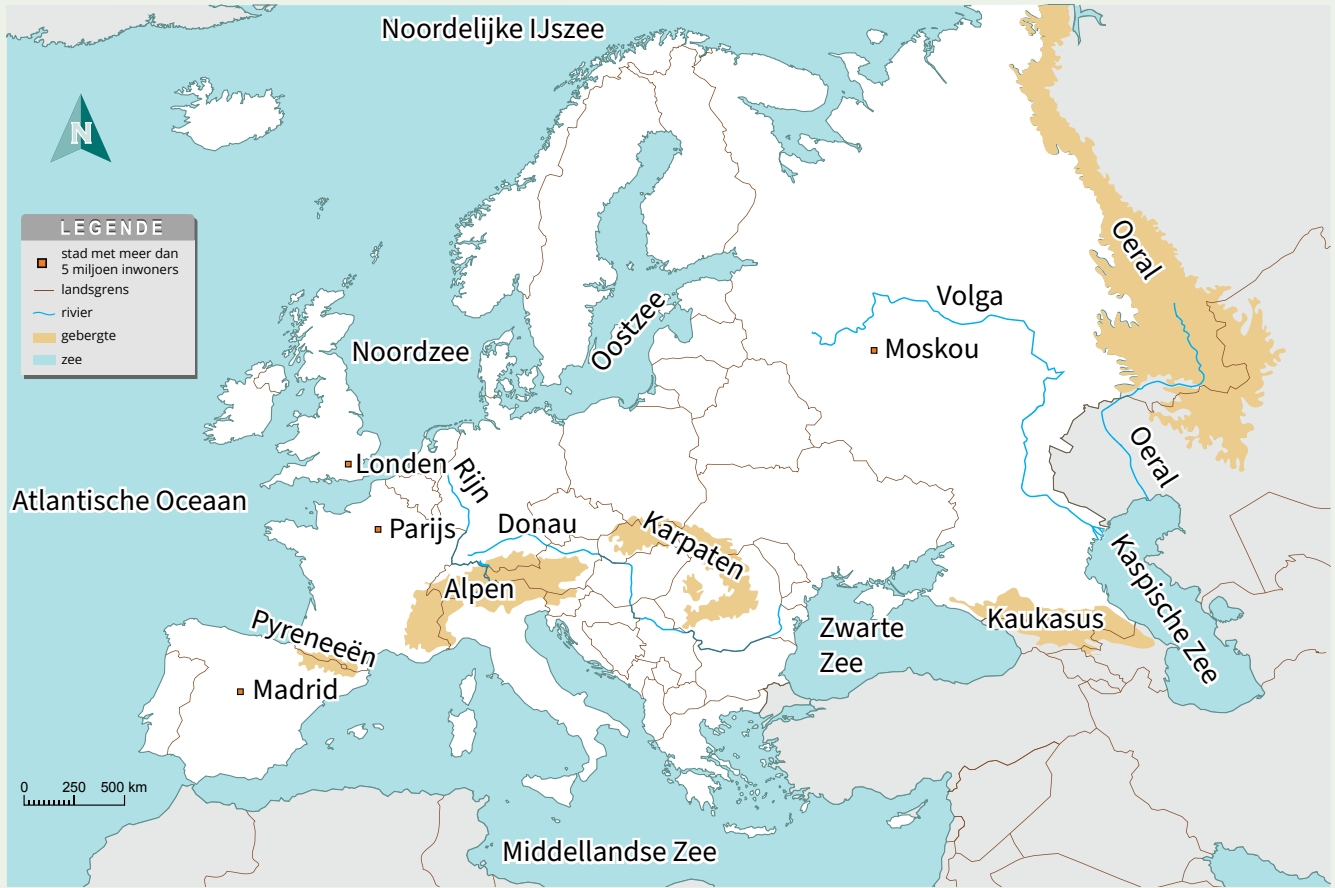 Noordelijke IJszee
N
LEGENDE
stad met meer dan
5 miljoen inwoners
landsgrens
rivier
gebergte
zee
Oeral
Volga
Noordzee
Oostzee
Moskou
Londen
Rijn
Oeral
Atlantische Oceaan
Parijs
Donau
Karpaten
Kaspische Zee
Alpen
Pyreneeën
Kaukasus
Zwarte
Zee
Madrid
0 250 500 km
Middellandse Zee